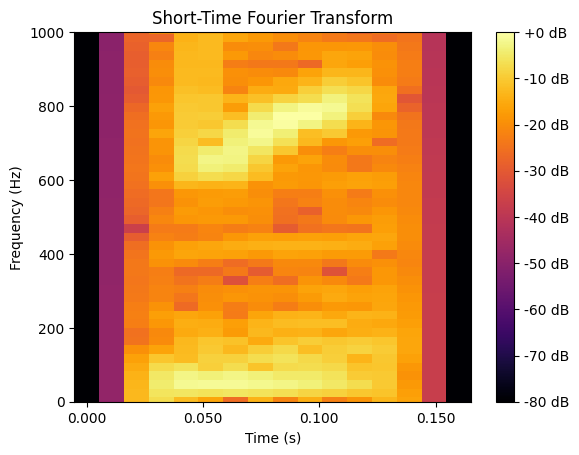 Short-Time Fourier Transform
1000
800
600
400
200
0
Frequency (Hz)
0.000
0.050
0.100
0.150
Time (s)
+0 dB
-10 dB
-20 dB
-30 dB
-40 dB
-50 dB
-60 dB
-70 dB
-80 dB